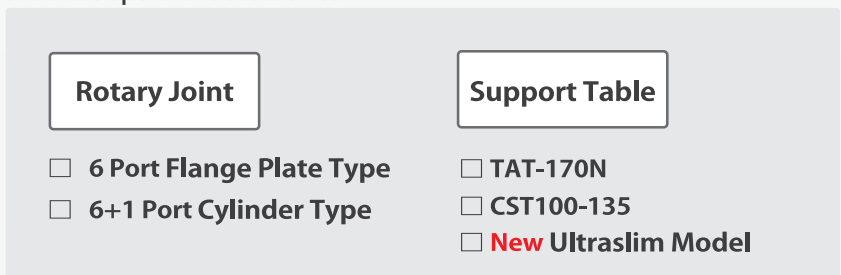 Rotary Joint
☐ 6 Port Flange Plate Type
☐ 6+1 Port Cylinder Type
Support Table
☐ TAT-170N
☐ CST100-135
☐ New Ultraslim Model